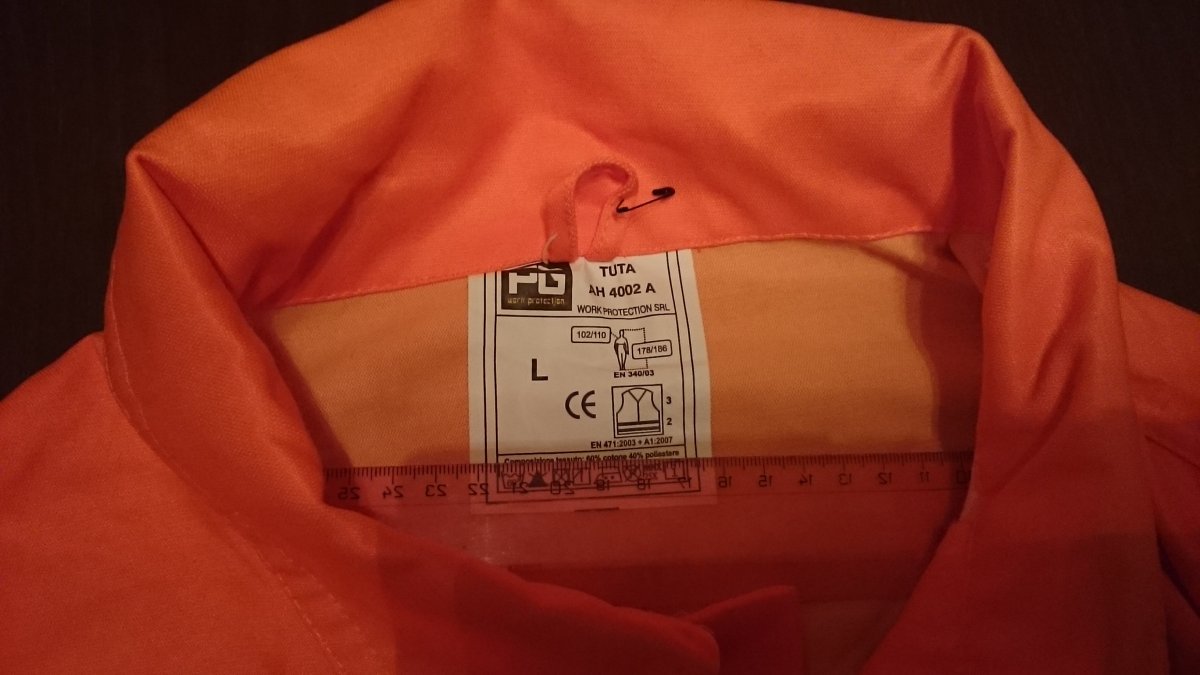 PG
work protection
TUTA
AH 4002 A
WORK PROTECTION SRL
102/110
178/186
EN 340/03
L
CE
3
2
EN 471:2003 + A1:2007
Composizione tessuto: 60% cotone 40% poliestere
25 24 23 22 21 20 19 18 17 16 15 14 13 12 11 10